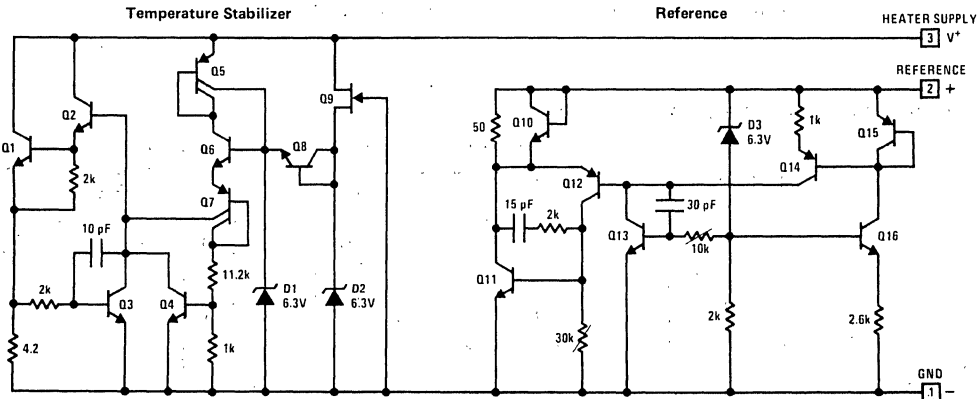 Temperature Stabilizer
Reference
HEATER SUPPLY
3 V+
REFERENCE
2 +
Q5
Q9
Q2
Q1
2k
Q6
Q8
Q7
10 pF
2k
Q3
Q4
11.2k
D1
6.3V
D2
6.3V
4.2
1k
50
Q10
D3
6.3V
1k
Q15
Q14
Q12
15 pF
2k
30 pF
Q13
10k
Q16
Q11
30k
2k
2.6k
GND
1 −